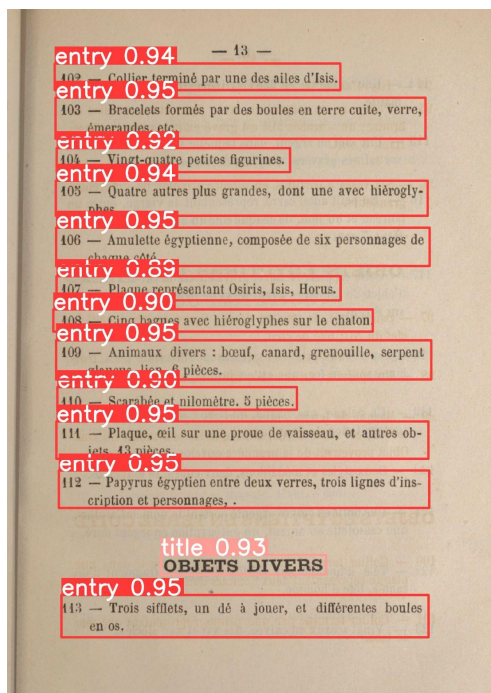 — 13 —
entry 0.94
102 — Collier terminé par une des ailes d'Isis.
entry 0.95
103 — Bracelets formés par des boules en terre cuite, verre,
émeraudes, etc.
entry 0.92
104 — Vingt-quatre petites figurines.
entry 0.94
105 — Quatre autres plus grandes, dont une avec hiérogly-
phes.
entry 0.95
106 — Amulette égyptienne, composée de six personnages de
chaque côté.
entry 0.89
107 — Plaque représentant Osiris, Isis, Horus.
entry 0.90
108 — Cinq bagues avec hiéroglyphes sur le chaton.
entry 0.95
109 — Animaux divers : bœuf, canard, grenouille, serpent
lion. 6 pièces.
entry 0.90
110 — Scarabée et nilomètre. 5 pièces.
entry 0.95
111 — Plaque, œil sur une proue de vaisseau, et autres ob-
jets. 13 pièces.
entry 0.95
112 — Papyrus égyptien entre deux verres, trois lignes d'ins-
cription et personnages, .
title 0.93
OBJETS DIVERS
entry 0.95
113 — Trois sifflets, un dé à jouer, et différentes boules
en os.